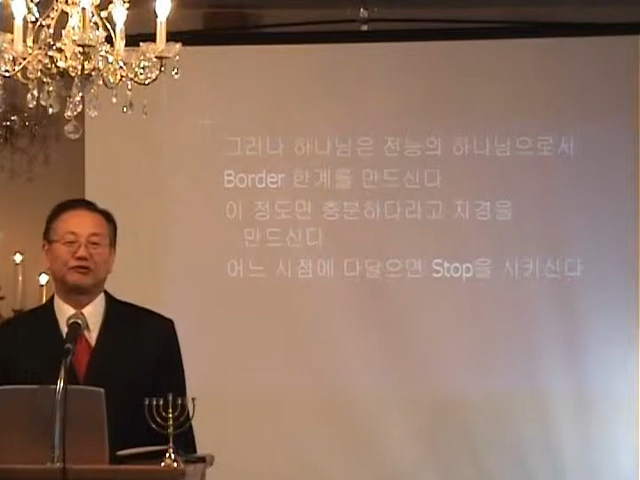 그러나 하나님은 전능의 하나님으로서
Border 한계를 만드신다
이 정도만 충분하다라고 지경을
만드신다
어느 시점에 다달으면 Stop을 시키신다